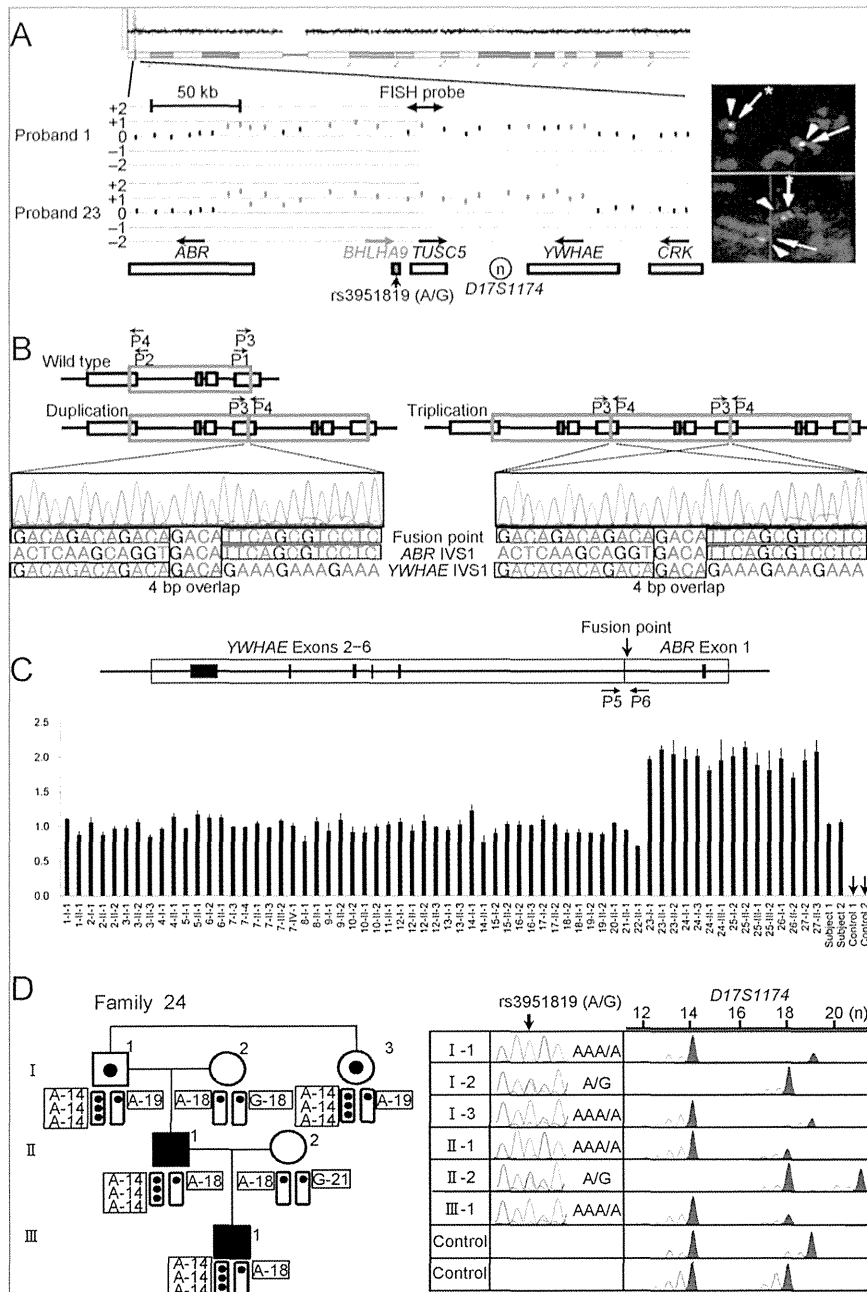 A
50 kb
FISH probe
Proband 1
+2
+1
0
−1
−2
Proband 23
+2
+1
0
−1
−2
*
*
ABR
BHLHA9
TUSC5
YWHAE
CRK
n
D17S1174
rs3951819 (A/G)
B
P4
P3
Wild type
P2
P1
Duplication
P3
P4
Triplication
P3
P4
P3
P4
GACAGACAGACAGACATTCAGCGTCCTC
Fusion point
GACAGACAGACAGACATTCAGCGTCCTC
ACTCAAGCAGGTGACATTCAGCGTCCTC
ABR IVS1
ACTCAAGCAGGTGACATTCAGCGTCCTC
GACAGACAGACAGACAGAAAGAAAGAAA
YWHAE IVS1
GACAGACAGACAGACAGAAAGAAAGAAA
4 bp overlap
4 bp overlap
C
Fusion point
YWHAE Exons 2−6
ABR Exon 1
P5
P6
2.5
2.0
1.5
1.0
0.5
0.0
Subject 1
Subject 2
Control 1
Control 2
D
Family 24
rs3951819 (A/G)
D17S1174
12 14 16 18 20 (n)
I
1
2
3
A-14
A-14
A-14
A-19
A-18
G-18
A-14
A-14
A-14
A-19
II
1
2
A-14
A-14
A-14
A-18
A-18
G-21
III
1
A-14
A-14
A-14
A-18
I-1 AAA/A
I-2 A/G
I-3 AAA/A
II-1 AAA/A
II-2 A/G
III-1 AAA/A
Control
Control